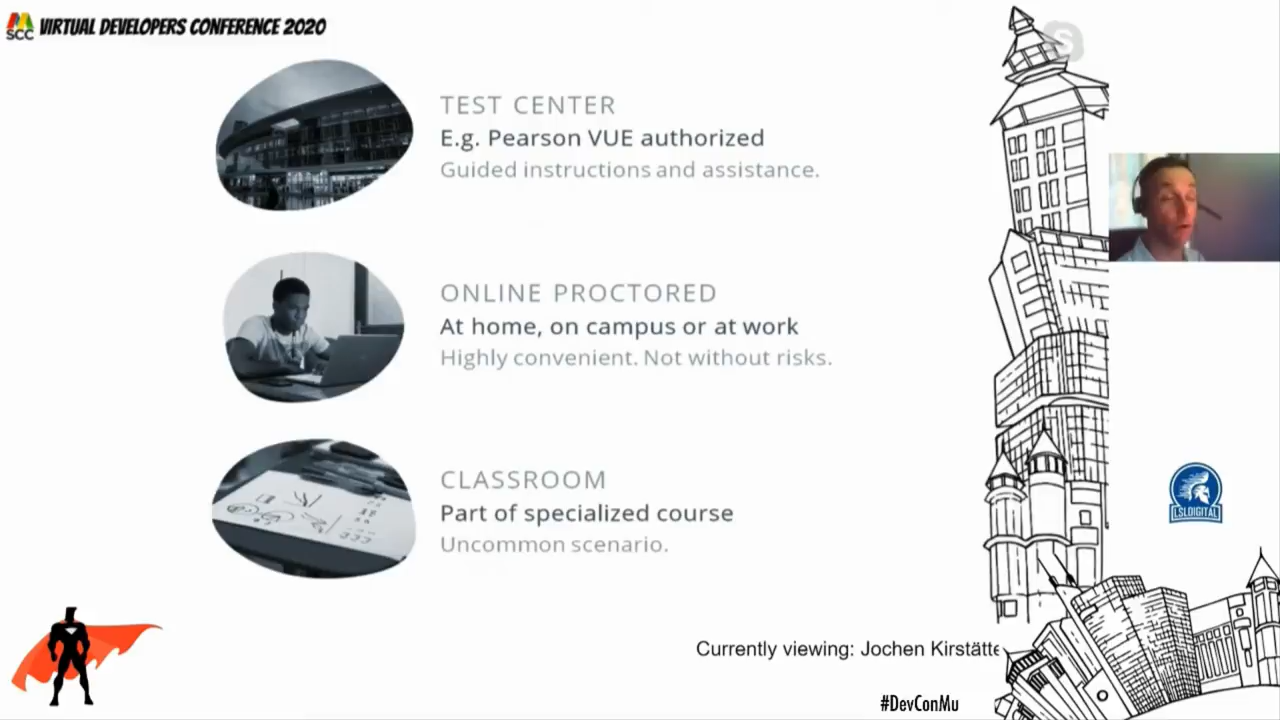 SCC VIRTUAL DEVELOPERS CONFERENCE 2020
TEST CENTER
E.g. Pearson VUE authorized
Guided instructions and assistance.
ONLINE PROCTORED
At home, on campus or at work
Highly convenient. Not without risks.
CLASSROOM
Part of specialized course
Uncommon scenario.
LSLDIGITAL
Currently viewing: Jochen Kirstätte
#DevConMu